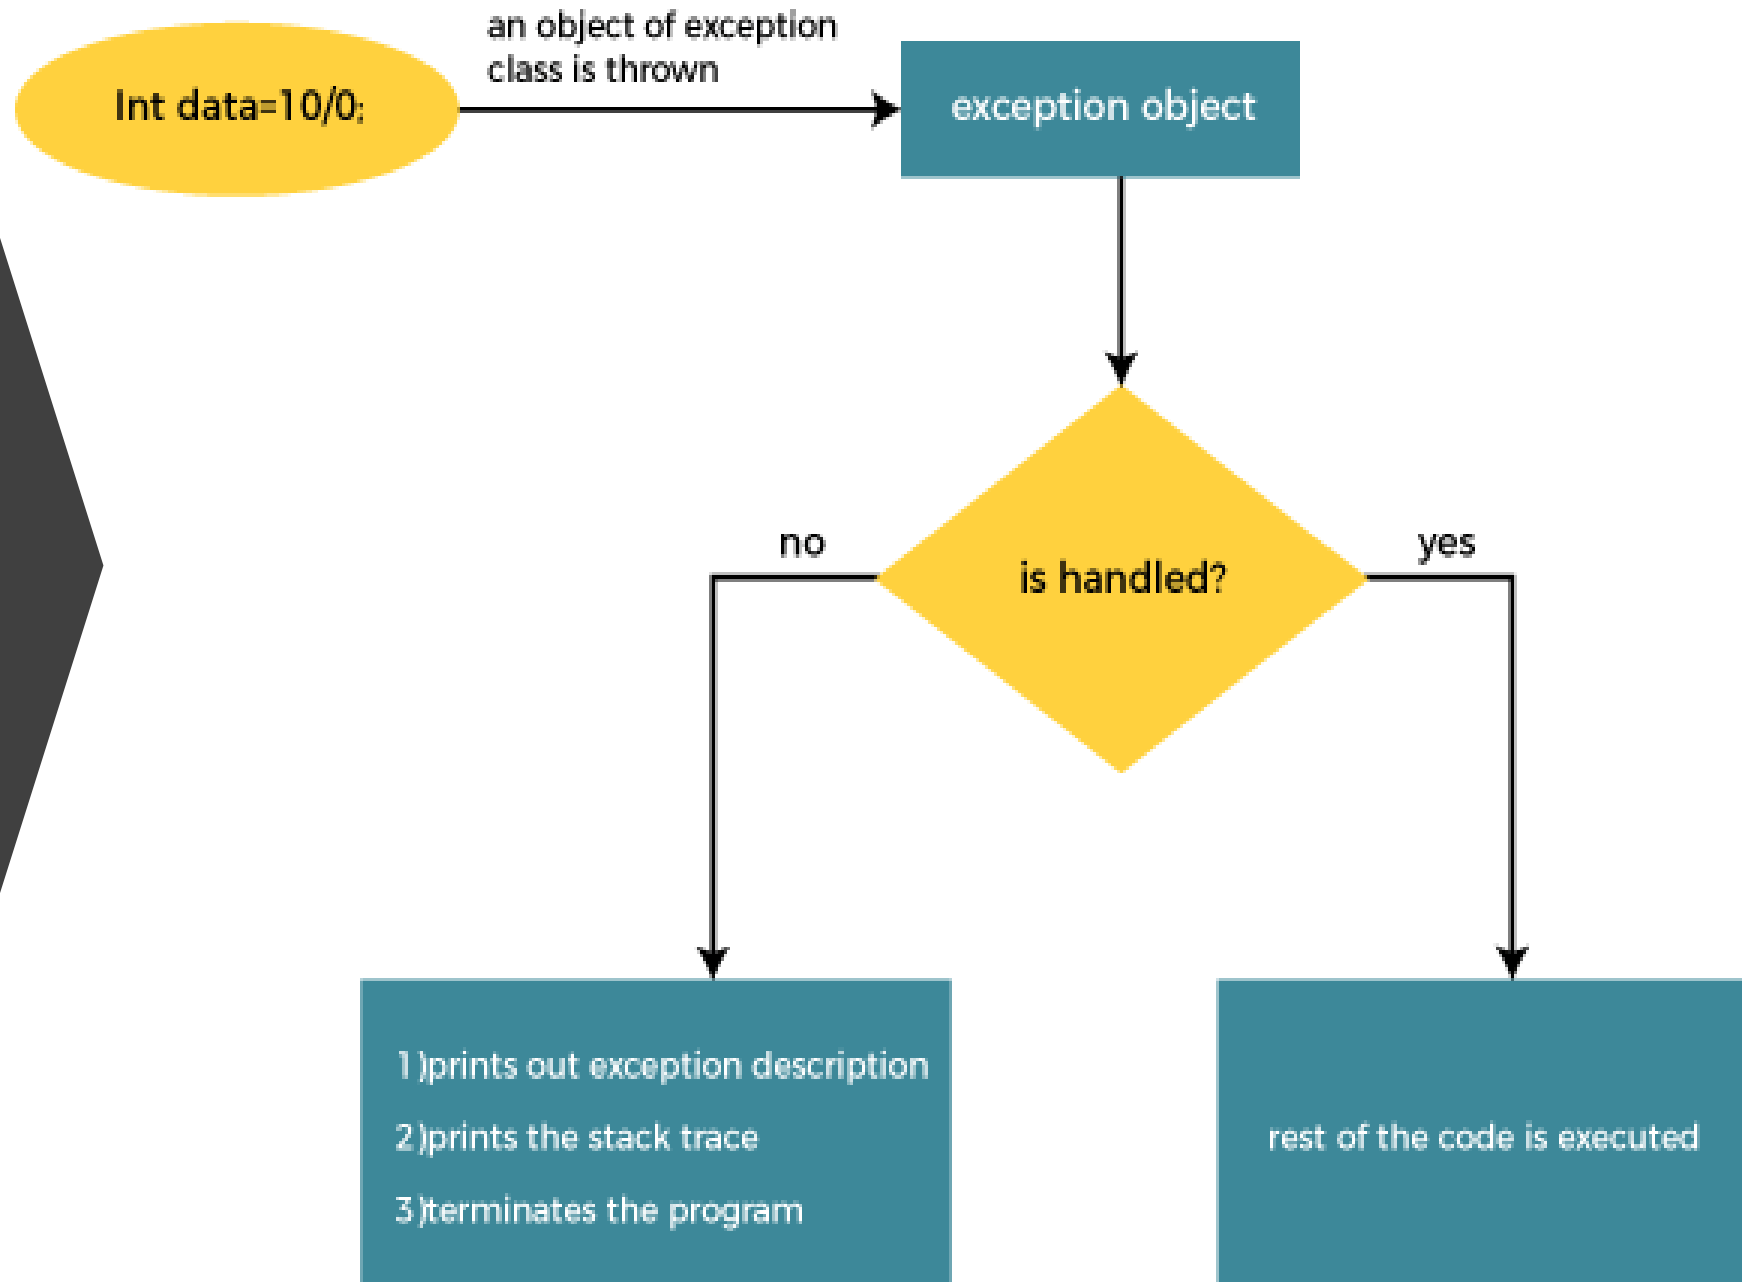 an object of exception
class is thrown
Int data=10/0;
exception object
no
is handled?
yes
1)prints out exception description
2)prints the stack trace
3)terminates the program
rest of the code is executed